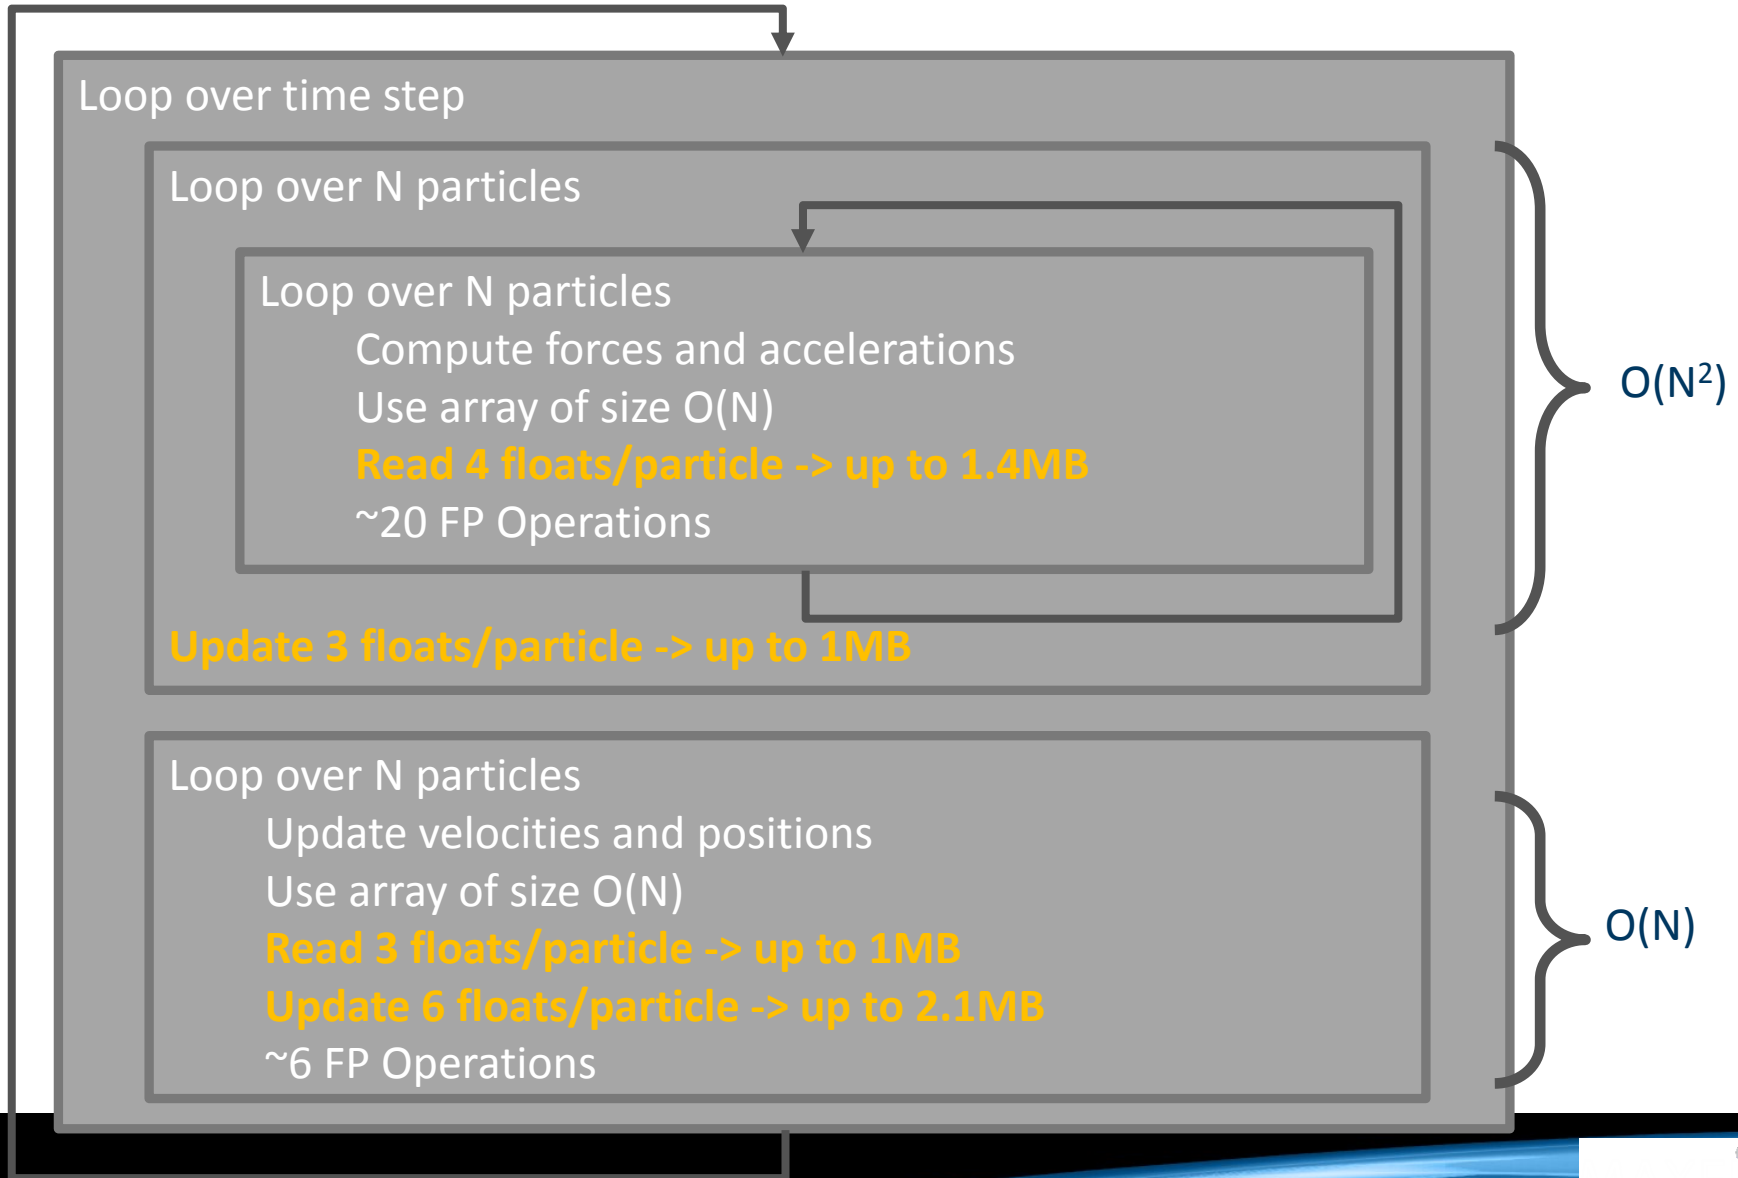 Loop over time step
Loop over N particles
Loop over N particles
Compute forces and accelerations
Use array of size O(N)
Read 4 floats/particle -> up to 1.4MB
~20 FP Operations
O(N²)
Update 3 floats/particle -> up to 1MB
Loop over N particles
Update velocities and positions
Use array of size O(N)
Read 3 floats/particle -> up to 1MB
Update 6 floats/particle -> up to 2.1MB
~6 FP Operations
O(N)